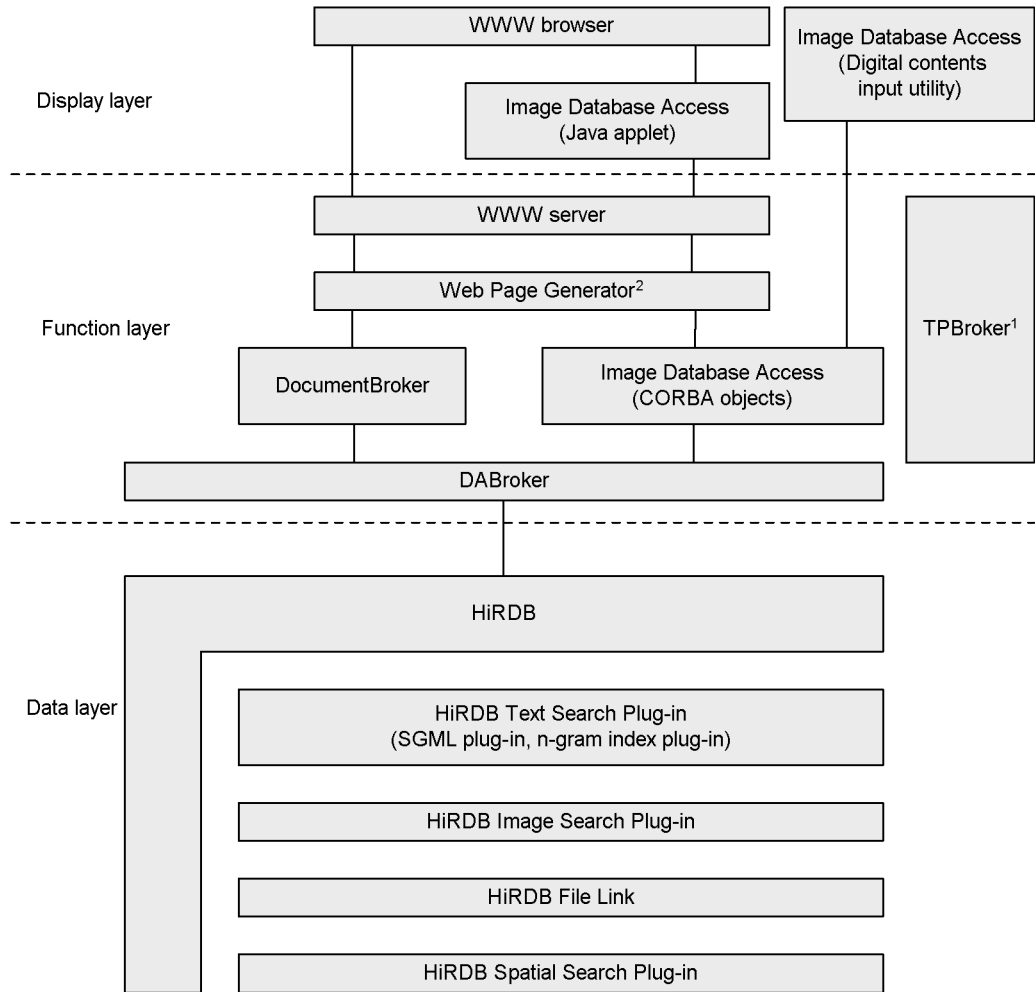 WWW browser
Image Database Access
(Digital contents
input utility)
Display layer
Image Database Access
(Java applet)
WWW server
Web Page Generator²
Function layer
TPBroker¹
DocumentBroker
Image Database Access
(CORBA objects)
DABroker
HiRDB
Data layer
HiRDB Text Search Plug-in
(SGML plug-in, n-gram index plug-in)
HiRDB Image Search Plug-in
HiRDB File Link
HiRDB Spatial Search Plug-in